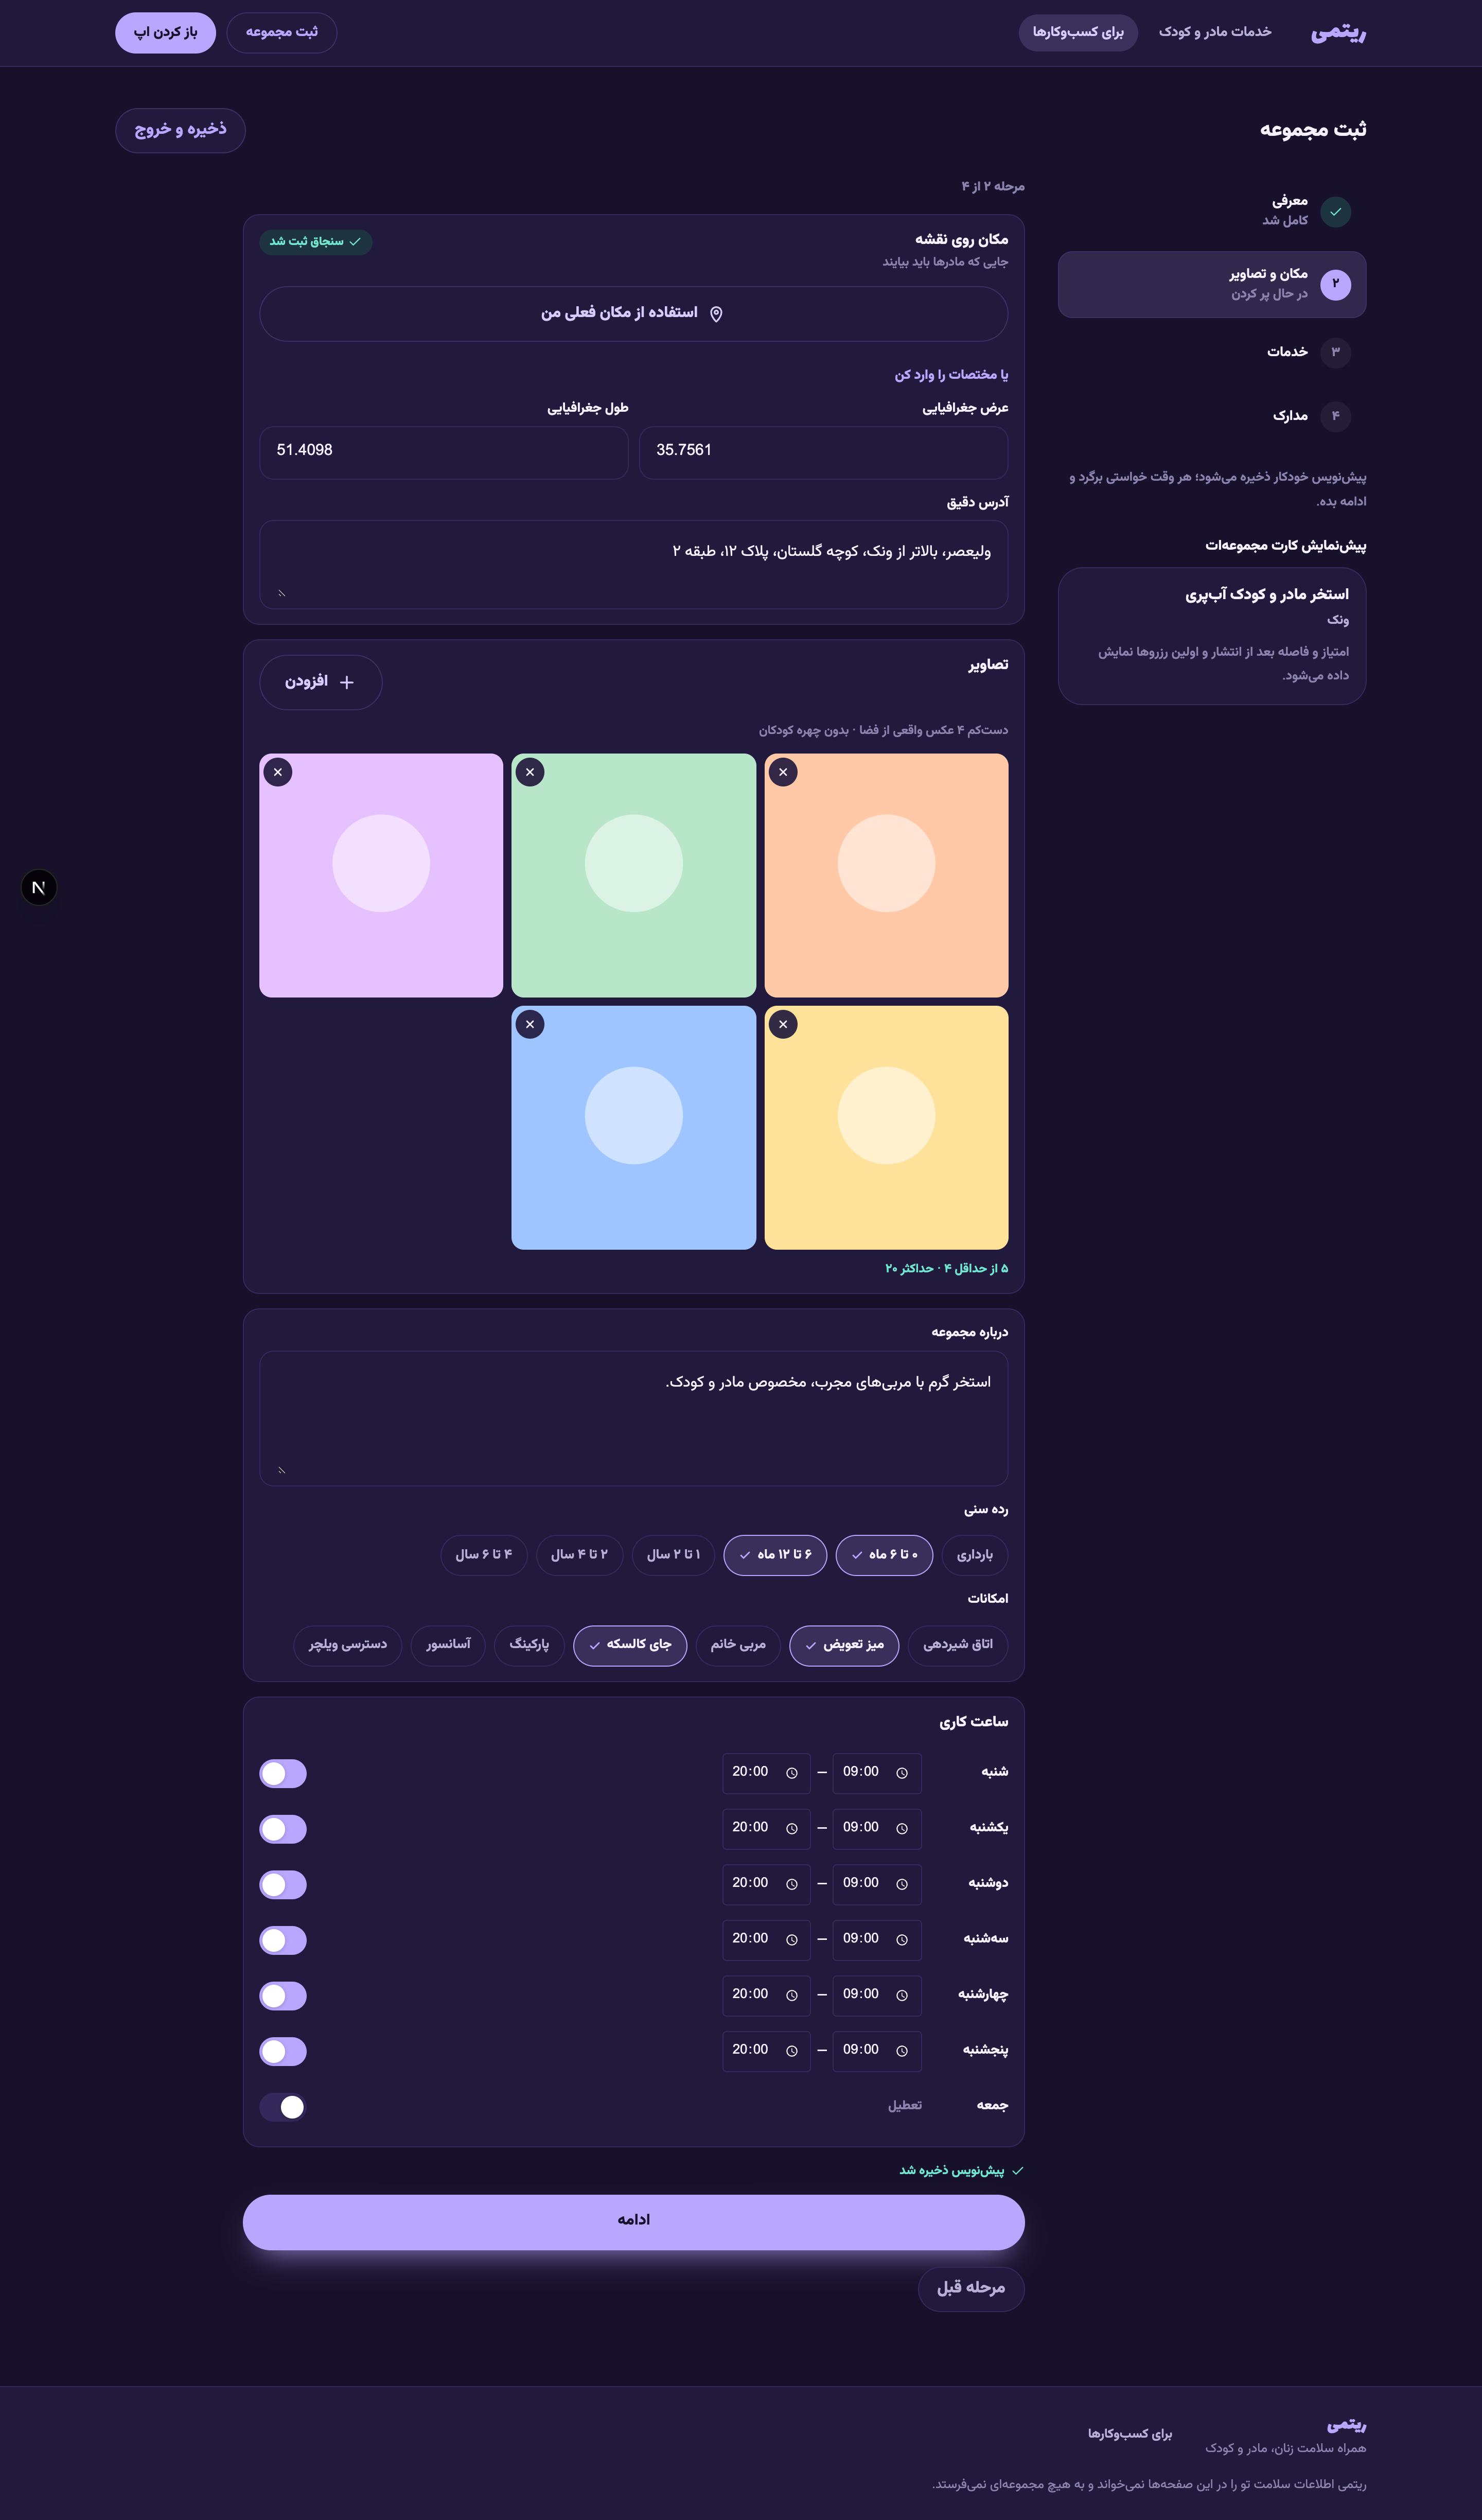 ریتمی
خدمات مادر و کودک
برای کسب‌وکارها
ثبت مجموعه
باز کردن اپ
ثبت مجموعه
ذخیره و خروج
معرفی
کامل شد
۲
مکان و تصاویر
در حال پر کردن
۳
خدمات
۴
مدارک
پیش‌نویس خودکار ذخیره می‌شود؛ هر وقت خواستی برگرد و
ادامه بده.
پیش‌نمایش کارت مجموعه‌ات
استخر مادر و کودک آب‌پری
ونک
امتیاز و فاصله بعد از انتشار و اولین رزروها نمایش
داده می‌شود.
مرحله ۲ از ۴
مکان روی نقشه
سنجاق ثبت شد
جایی که مادرها باید بیایند
استفاده از مکان فعلی من
یا مختصات را وارد کن
عرض جغرافیایی
طول جغرافیایی
35.7561
51.4098
آدرس دقیق
ولیعصر، بالاتر از ونک، کوچه گلستان، پلاک ۱۲، طبقه ۲
تصاویر
افزودن
دست‌کم ۴ عکس واقعی از فضا · بدون چهره کودکان
۵ از حداقل ۴ · حداکثر ۲۰
درباره مجموعه
استخر گرم با مربی‌های مجرب، مخصوص مادر و کودک.
رده سنی
بارداری
۰ تا ۶ ماه
۶ تا ۱۲ ماه
۱ تا ۲ سال
۲ تا ۴ سال
۴ تا ۶ سال
امکانات
اتاق شیردهی
میز تعویض
مربی خانم
جای کالسکه
پارکینگ
آسانسور
دسترسی ویلچر
ساعت کاری
شنبه 09:00 – 20:00
یکشنبه 09:00 – 20:00
دوشنبه 09:00 – 20:00
سه‌شنبه 09:00 – 20:00
چهارشنبه 09:00 – 20:00
پنجشنبه 09:00 – 20:00
جمعه تعطیل
پیش‌نویس ذخیره شد
ادامه
مرحله قبل
ریتمی
همراه سلامت زنان، مادر و کودک
برای کسب‌وکارها
ریتمی اطلاعات سلامت تو را در این صفحه‌ها نمی‌خواند و به هیچ مجموعه‌ای نمی‌فرستد.
N